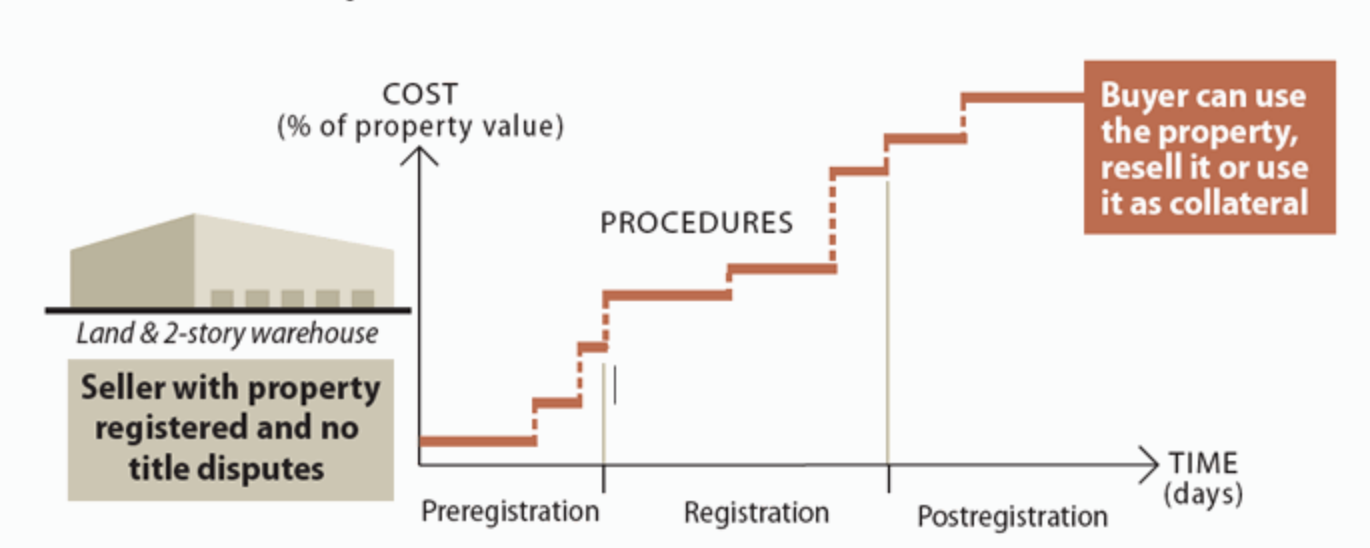 COST
(% of property value)
Buyer can use
the property,
resell it or use
it as collateral
PROCEDURES
Land & 2-story warehouse
Seller with property
registered and no
title disputes
TIME
(days)
Preregistration
Registration
Postregistration